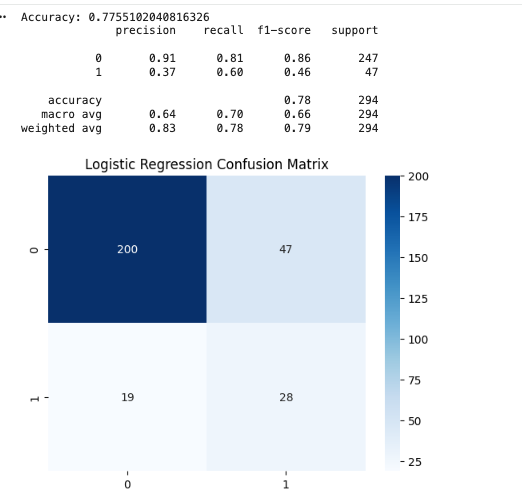 Accuracy: 0.7755102040816326
precision recall f1-score support
0 0.91 0.81 0.86 247
1 0.37 0.60 0.46 47
accuracy 0.78 294
macro avg 0.64 0.70 0.66 294
weighted avg 0.83 0.78 0.79 294
Logistic Regression Confusion Matrix
200
175
150
125
100
75
50
25
0 200 47
1 19 28
0 1